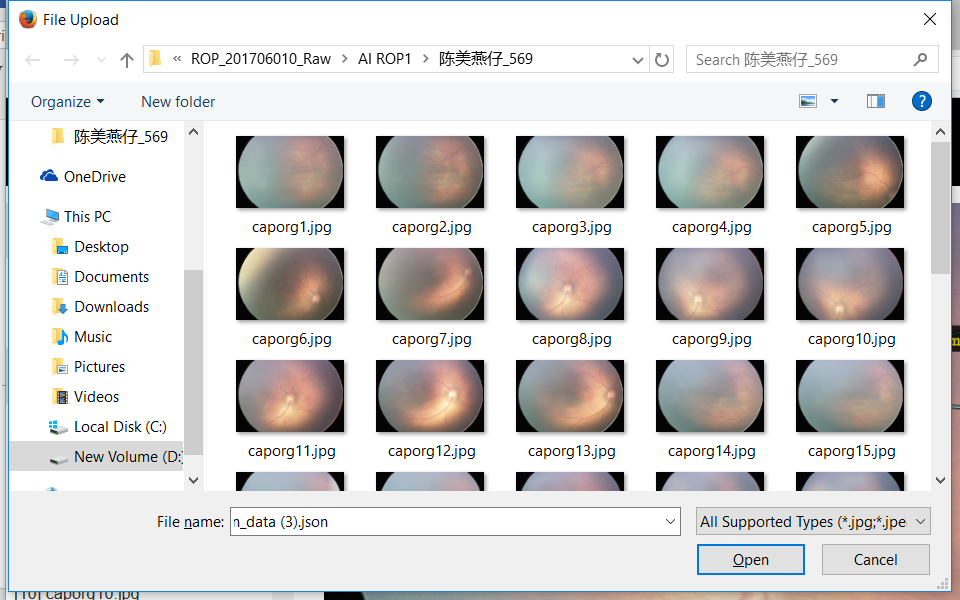 File Upload
« ROP_201706010_Raw > AI ROP1 > 陈美燕仔_569
Search 陈美燕仔_569
Organize New folder
?
陈美燕仔_569
OneDrive
This PC
Desktop
Documents
Downloads
Music
Pictures
Videos
Local Disk (C:)
New Volume (D:)
caporg1.jpg caporg2.jpg caporg3.jpg caporg4.jpg caporg5.jpg
caporg6.jpg caporg7.jpg caporg8.jpg caporg9.jpg caporg10.jpg
caporg11.jpg caporg12.jpg caporg13.jpg caporg14.jpg caporg15.jpg
File name: n_data (3).json All Supported Types (*.jpg;*.jpe
Open Cancel
[10] caporg10.jpg